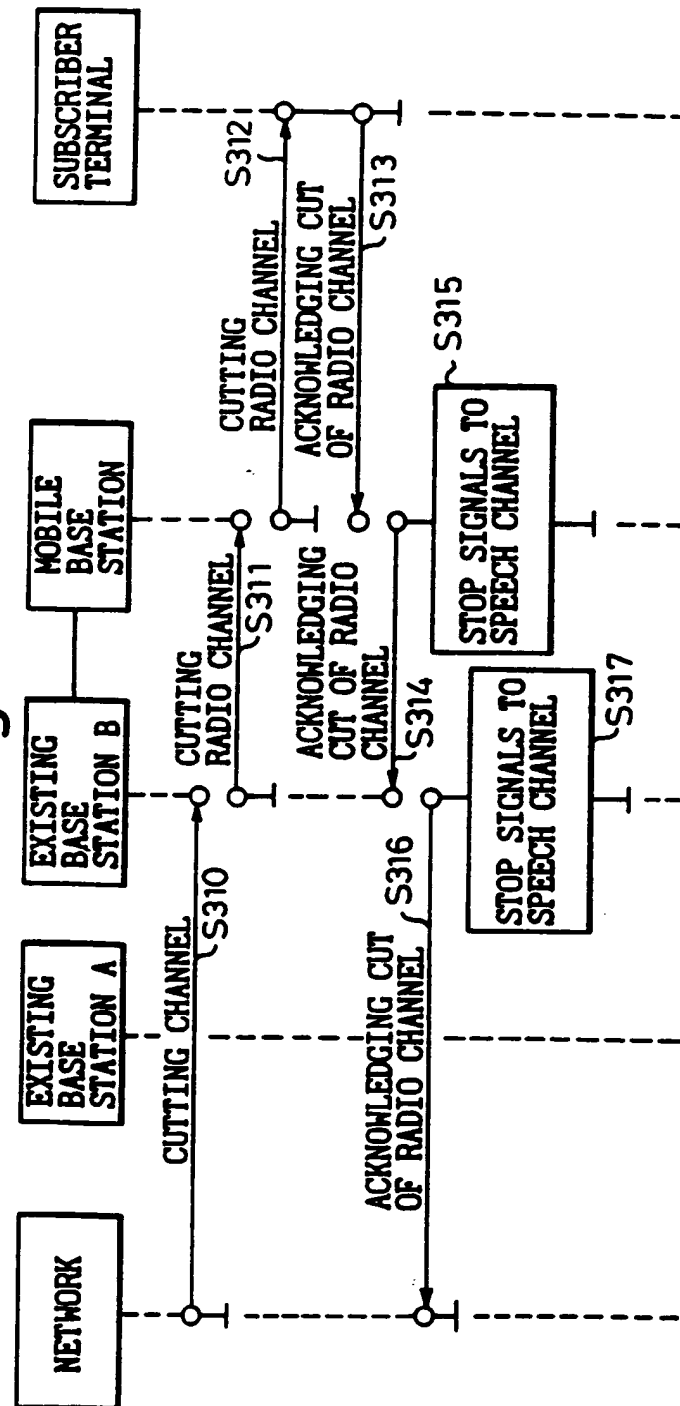 NETWORK
EXISTING
BASE
STATION A
EXISTING
BASE
STATION B
MOBILE
BASE
STATION
SUBSCRIBER
TERMINAL
CUTTING CHANNEL
S310
CUTTING
RADIO CHANNEL
S311
CUTTING
RADIO CHANNEL
S312
ACKNOWLEDGING CUT
OF RADIO CHANNEL
S313
ACKNOWLEDGING
CUT OF RADIO
CHANNEL
S314
STOP SIGNALS TO
SPEECH CHANNEL
S315
ACKNOWLEDGING CUT
OF RADIO CHANNEL
S316
STOP SIGNALS TO
SPEECH CHANNEL
S317